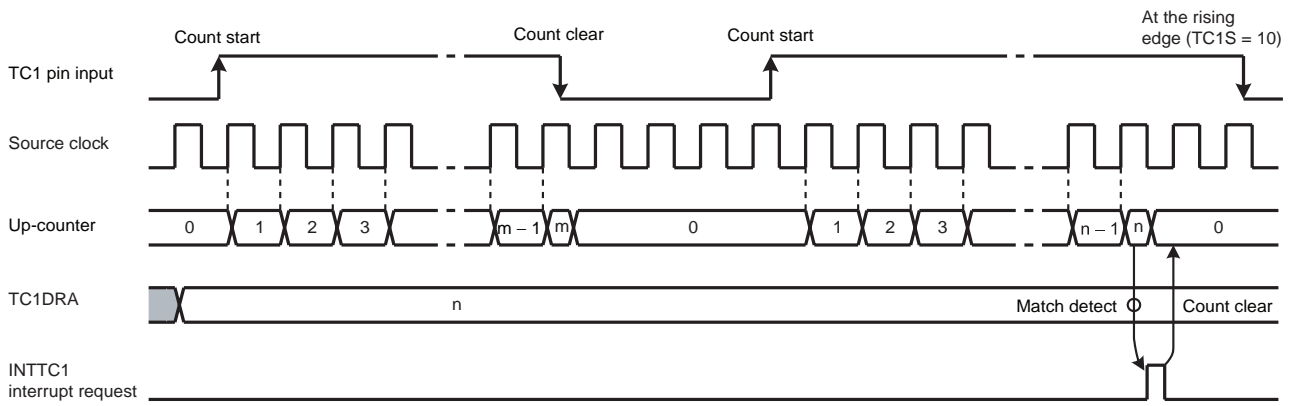 At the rising
edge (TC1S = 10)
Count start
Count clear
Count start
TC1 pin input
Source clock
Up-counter
0 1 2 3 m – 1 m 0 1 2 3 n – 1 n 0
TC1DRA
n
Match detect
Count clear
INTTC1
interrupt request